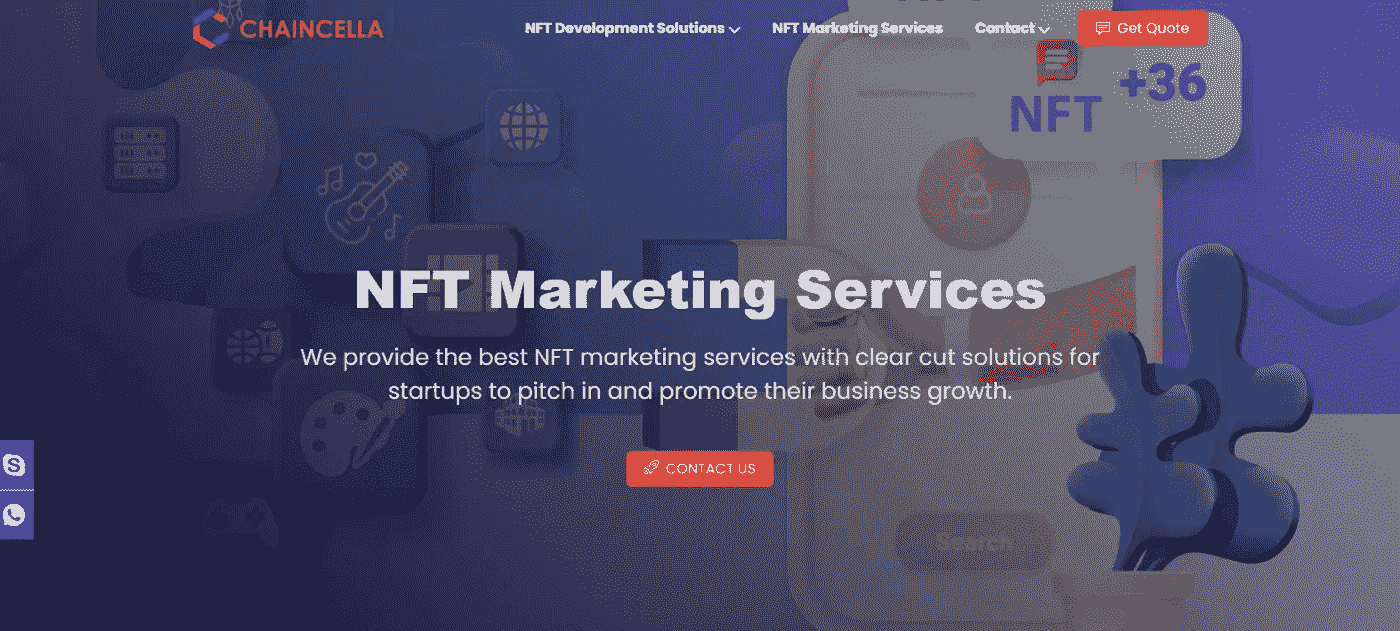 CHAINCELLA
NFT Development Solutions
NFT Marketing Services
Contact
Get Quote
NFT +36
NFT Marketing Services
We provide the best NFT marketing services with clear cut solutions for
startups to pitch in and promote their business growth.
CONTACT US
Search